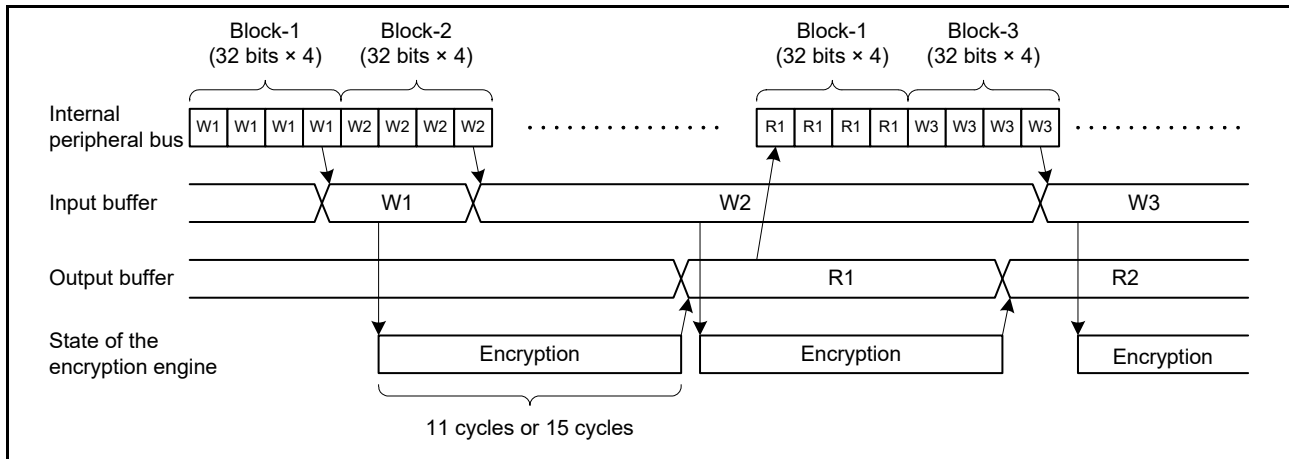 Block-1 Block-2 Block-1 Block-3
(32 bits × 4) (32 bits × 4) (32 bits × 4) (32 bits × 4)
Internal
peripheral bus W1 W1 W1 W1 W2 W2 W2 W2 R1 R1 R1 R1 W3 W3 W3 W3
Input buffer W1 W2 W3
Output buffer R1 R2
State of the
encryption engine Encryption Encryption Encryption
11 cycles or 15 cycles